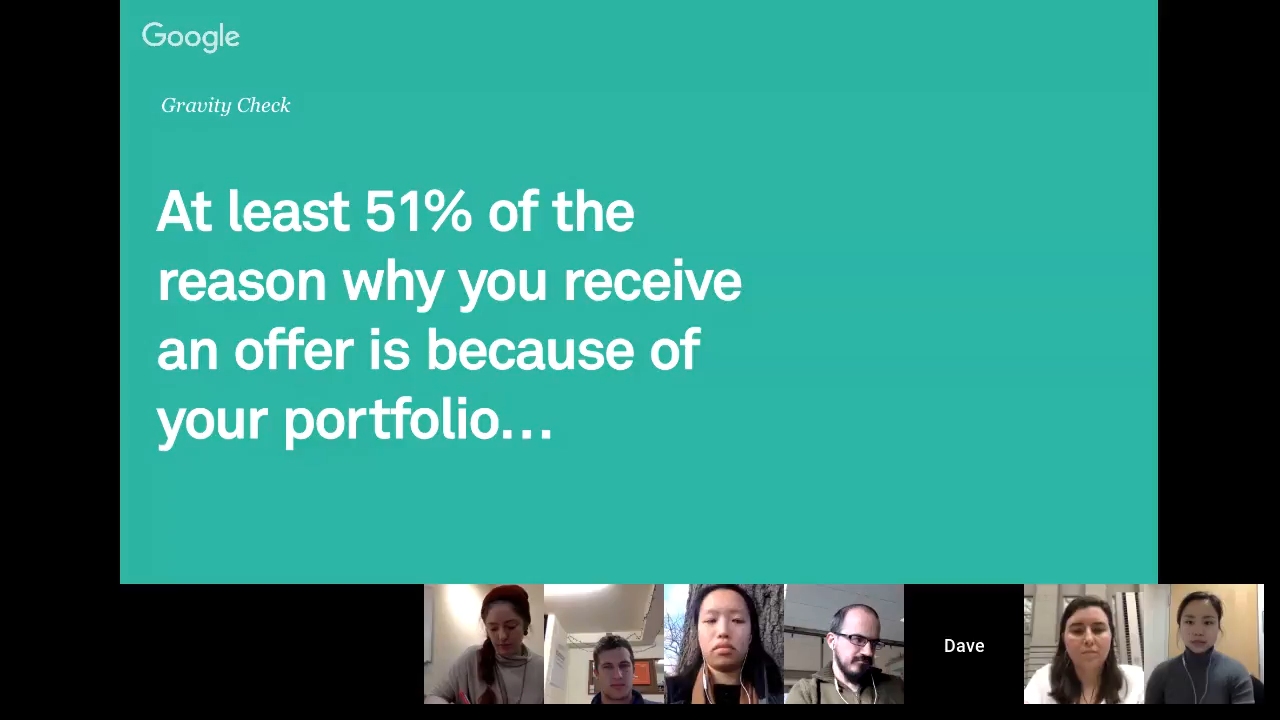 Google
Gravity Check
At least 51% of the
reason why you receive
an offer is because of
your portfolio...
Dave